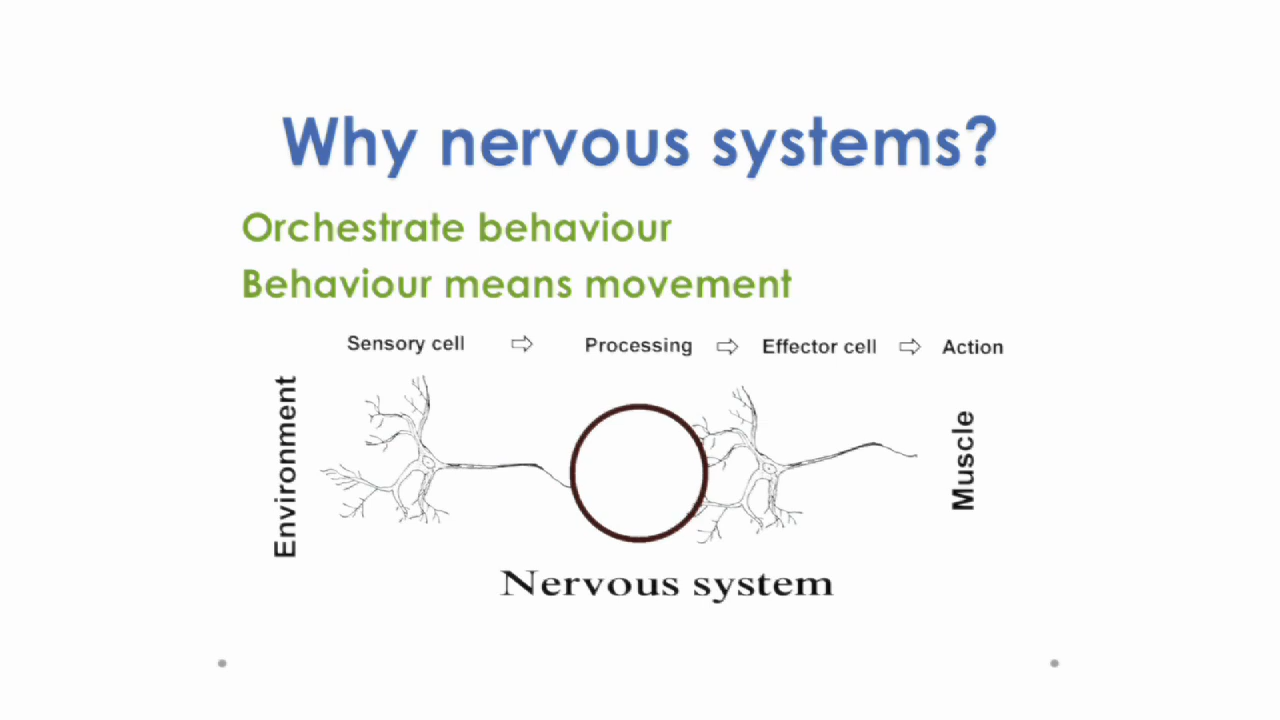 Why nervous systems?
Orchestrate behaviour
Behaviour means movement
Sensory cell ⇨ Processing ⇨ Effector cell ⇨ Action
Environment
Muscle
Nervous system